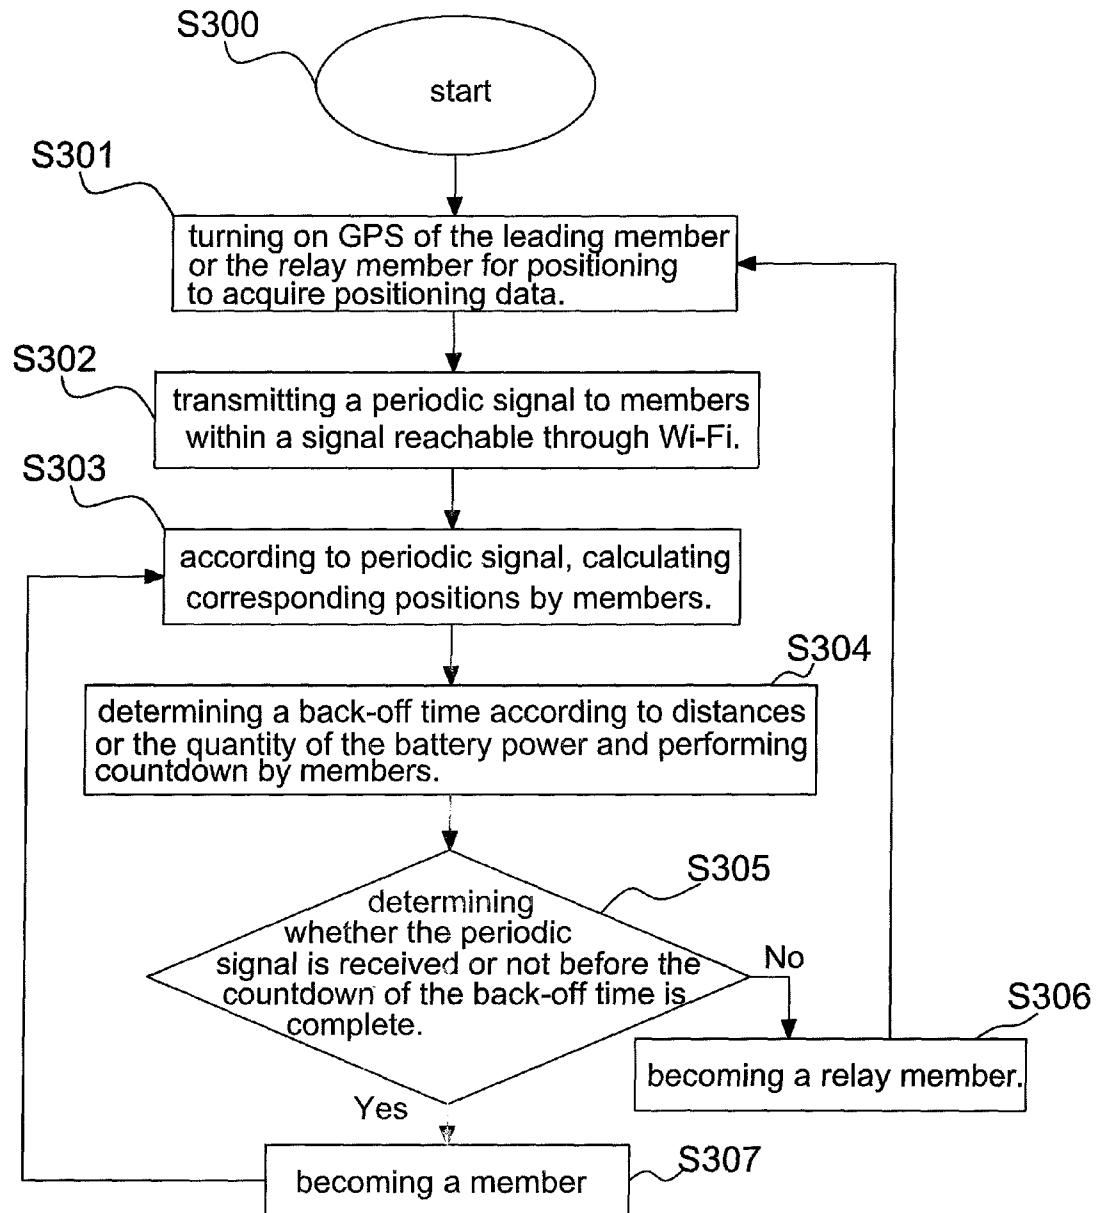 S300
start
S301
turning on GPS of the leading member
or the relay member for positioning
to acquire positioning data.
S302
transmitting a periodic signal to members
within a signal reachable through Wi-Fi.
S303
according to periodic signal, calculating
corresponding positions by members.
S304
determining a back-off time according to distances
or the quantity of the battery power and performing
countdown by members.
S305
determining
whether the periodic
signal is received or not before the
countdown of the back-off time is
complete.
No
S306
becoming a relay member.
Yes
S307
becoming a member